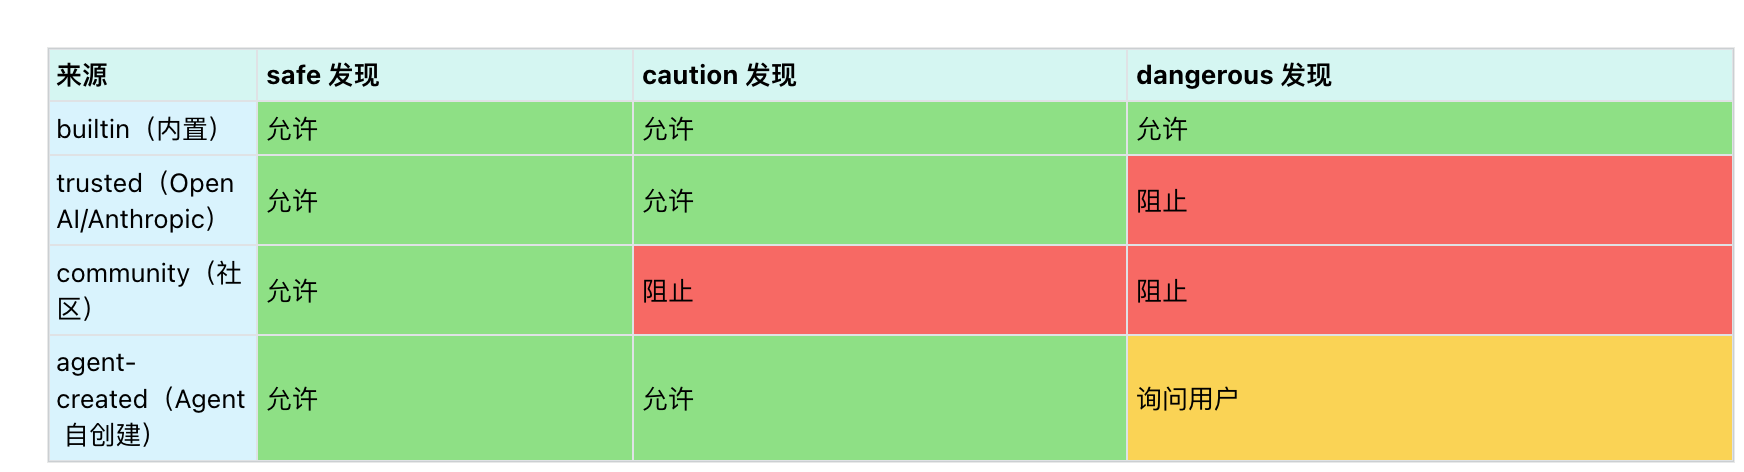 来源 safe 发现 caution 发现 dangerous 发现
builtin（内置） 允许 允许 允许
trusted（Open
AI/Anthropic） 允许 允许 阻止
community（社
区） 允许 阻止 阻止
agent-
created（Agent
自创建） 允许 允许 询问用户